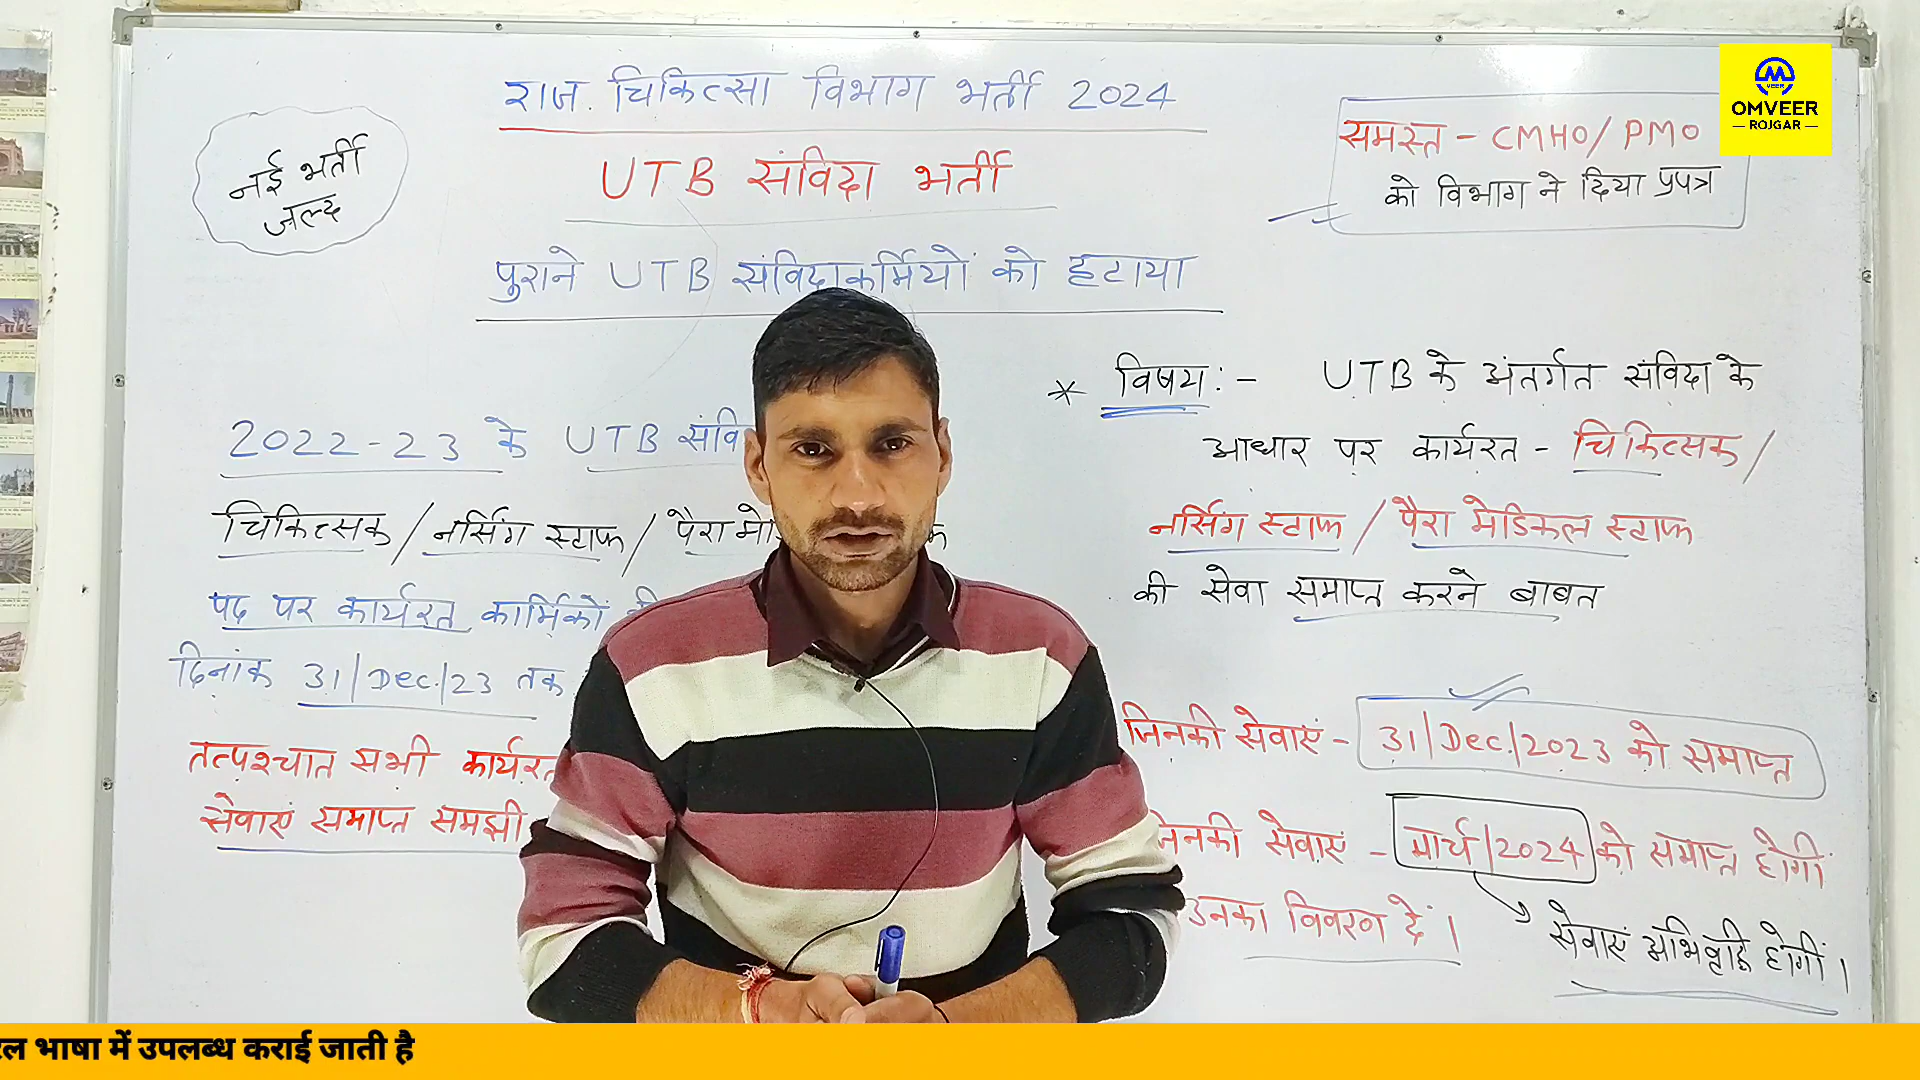 राज. चिकित्सा विभाग भर्ती 2024
UTB संविदा भर्ती
पुराने UTB संविदाकर्मियों को हटाया
नई भर्ती
जल्द
समस्त - CMHO/PMO
को विभाग ने दिया प्रपत्र
M
VEER
OMVEER
ROJGAR
2022-23 के UTB
चिकित्सक/नर्सिंग स्टाफ/पैरा
पद पर कार्यरत कार्मिकों
दिनांक 31/Dec./23 तक
तत्पश्चात सभी कार्यरत
सेवाएं समाप्त समझी
* विषय:- UTB के अंतर्गत संविदा के
आधार पर कार्यरत - चिकित्सक/
नर्सिंग स्टाफ/पैरा मेडिकल स्टाफ
की सेवा समाप्त करने बाबत
जिनकी सेवाएं - 31/Dec./2023 को समाप्त
जिनकी सेवाएं - मार्च/2024 को समाप्त होगी
उनका विवरण दें।
सेवाएं अभिवृद्धि होगीं।
भाषा में उपलब्ध कराई जाती है